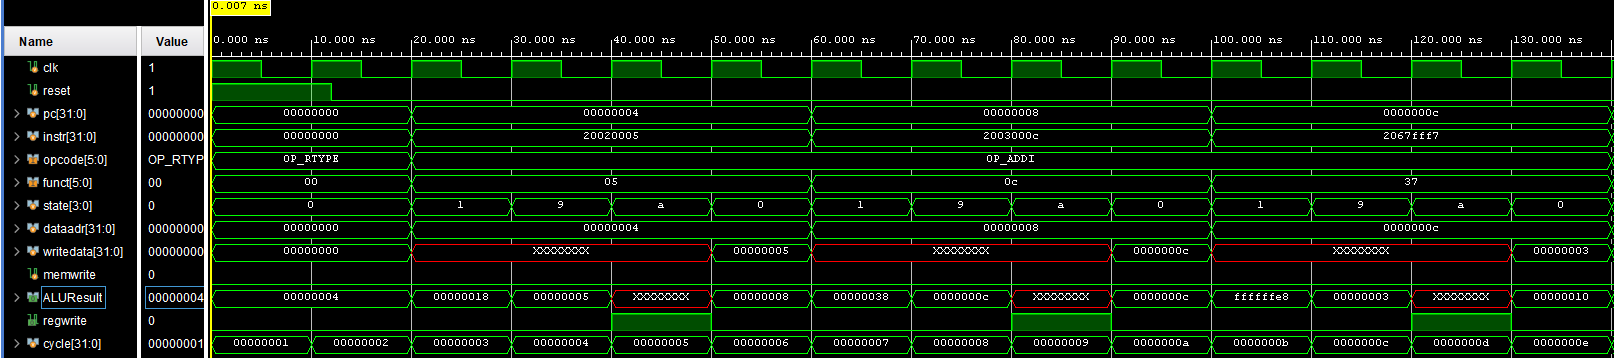 0.007 ns
Name Value 0.000 ns 10.000 ns 20.000 ns 30.000 ns 40.000 ns 50.000 ns 60.000 ns 70.000 ns 80.000 ns 90.000 ns 100.000 ns 110.000 ns 120.000 ns 130.000 ns
clk 1
reset 1
pc[31:0] 00000000 00000000 00000004 00000008 0000000c
instr[31:0] 00000000 00000000 20020005 2003000c 2067fff7
opcode[5:0] OP_RTYP OP_RTYPE OP_ADDI
funct[5:0] 00 00 05 0c 37
state[3:0] 0 0 1 9 a 0 1 9 a 0 1 9 a 0
dataadr[31:0] 00000000 00000000 00000004 00000008 0000000c
writedata[31:0] 00000000 00000000 XXXXXXXX 00000005 XXXXXXXX 0000000c XXXXXXXX 00000003
memwrite 0
ALUResult 00000004 00000004 00000018 00000005 XXXXXXXX 00000008 00000038 0000000c XXXXXXXX 0000000c ffffffe8 00000003 XXXXXXXX 00000010
regwrite 0
cycle[31:0] 00000001 00000001 00000002 00000003 00000004 00000005 00000006 00000007 00000008 00000009 0000000a 0000000b 0000000c 0000000d 0000000e